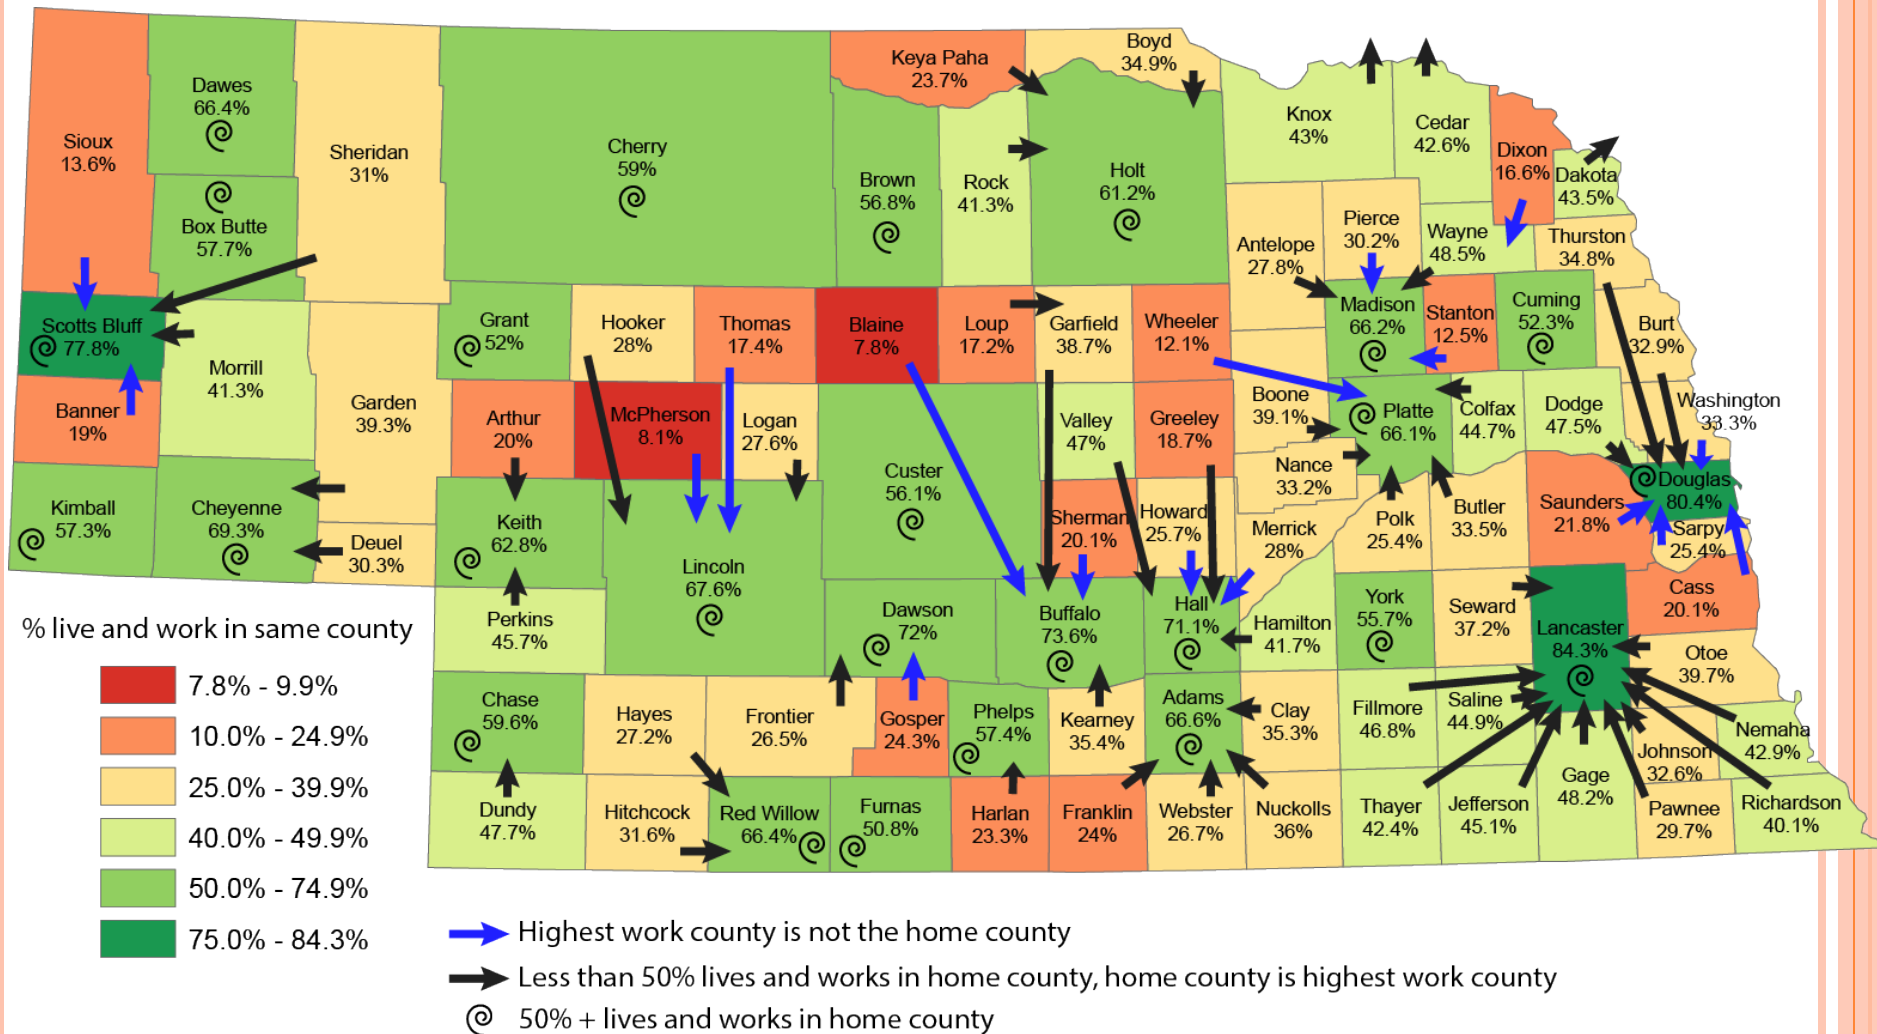 Boyd
34.9%
Keya Paha
23.7%
Dawes
66.4%
Sioux
13.6%
Sheridan
31%
Cherry
59%
Brown
56.8%
Rock
41.3%
Holt
61.2%
Knox
43%
Cedar
42.6%
Dixon
16.6%
Dakota
43.5%
Box Butte
57.7%
Antelope
27.8%
Pierce
30.2%
Wayne
48.5%
Thurston
34.8%
Scotts Bluff
77.8%
Grant
52%
Hooker
28%
Thomas
17.4%
Blaine
7.8%
Loup
17.2%
Garfield
38.7%
Wheeler
12.1%
Madison
66.2%
Stanton
12.5%
Cuming
52.3%
Burt
32.9%
Morrill
41.3%
Banner
19%
Garden
39.3%
Arthur
20%
McPherson
8.1%
Logan
27.6%
Valley
47%
Greeley
18.7%
Boone
39.1%
Platte
66.1%
Colfax
44.7%
Dodge
47.5%
Washington
33.3%
Custer
56.1%
Nance
33.2%
Kimball
57.3%
Cheyenne
69.3%
Deuel
30.3%
Keith
62.8%
Sherman
20.1%
Howard
25.7%
Merrick
28%
Polk
25.4%
Butler
33.5%
Saunders
21.8%
Douglas
80.4%
Sarpy
25.4%
Lincoln
67.6%
Perkins
45.7%
Dawson
72%
Buffalo
73.6%
Hall
71.1%
Hamilton
41.7%
York
55.7%
Seward
37.2%
Lancaster
84.3%
Cass
20.1%
Otoe
39.7%
Chase
59.6%
Hayes
27.2%
Frontier
26.5%
Gosper
24.3%
Phelps
57.4%
Kearney
35.4%
Adams
66.6%
Clay
35.3%
Fillmore
46.8%
Saline
44.9%
Nemaha
42.9%
Johnson
32.6%
Dundy
47.7%
Hitchcock
31.6%
Red Willow
66.4%
Furnas
50.8%
Harlan
23.3%
Franklin
24%
Webster
26.7%
Nuckolls
36%
Thayer
42.4%
Jefferson
45.1%
Gage
48.2%
Pawnee
29.7%
Richardson
40.1%
% live and work in same county
7.8% - 9.9%
10.0% - 24.9%
25.0% - 39.9%
40.0% - 49.9%
50.0% - 74.9%
75.0% - 84.3%
Highest work county is not the home county
Less than 50% lives and works in home county, home county is highest work county
50% + lives and works in home county